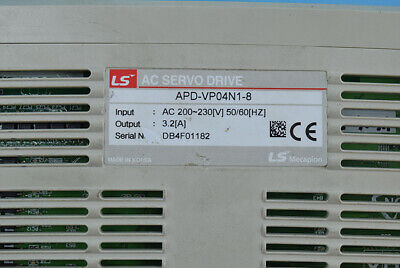 LS AC SERVO DRIVE
APD-VP04N1-8
Input : AC 200~230[V] 50/60[HZ]
Output : 3.2[A]
Serial N : DB4F01182
CE
MADE IN KOREA
LS Mecapion